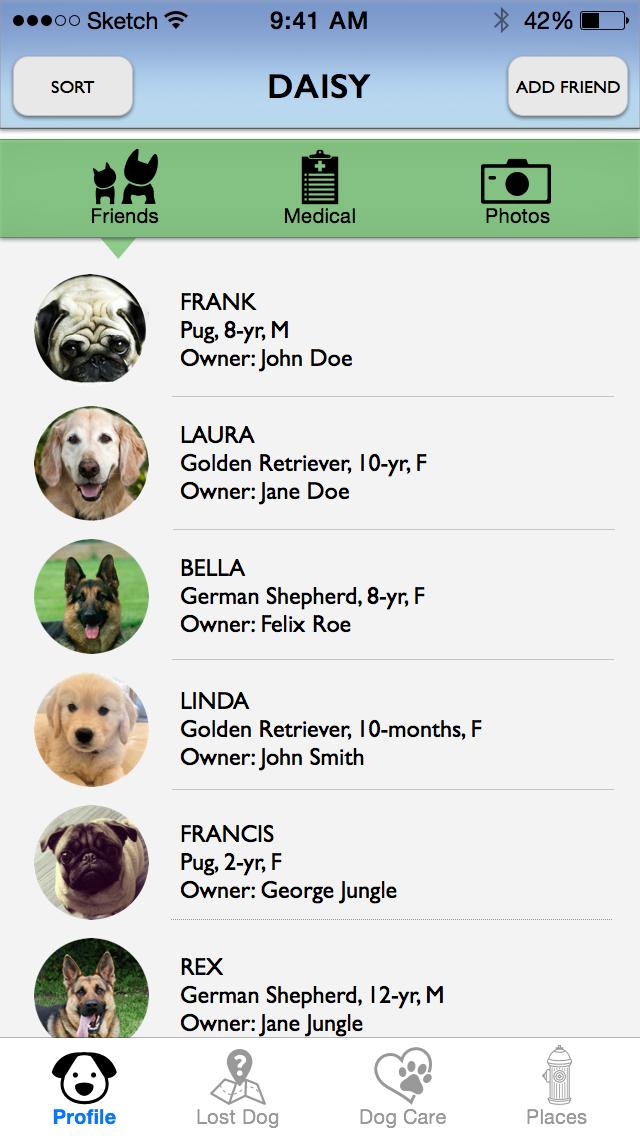 Sketch 9:41 AM 42%
SORT DAISY ADD FRIEND
Friends Medical Photos
FRANK
Pug, 8-yr, M
Owner: John Doe
LAURA
Golden Retriever, 10-yr, F
Owner: Jane Doe
BELLA
German Shepherd, 8-yr, F
Owner: Felix Roe
LINDA
Golden Retriever, 10-months, F
Owner: John Smith
FRANCIS
Pug, 2-yr, F
Owner: George Jungle
REX
German Shepherd, 12-yr, M
Owner: Jane Jungle
?
Profile Lost Dog Dog Care Places